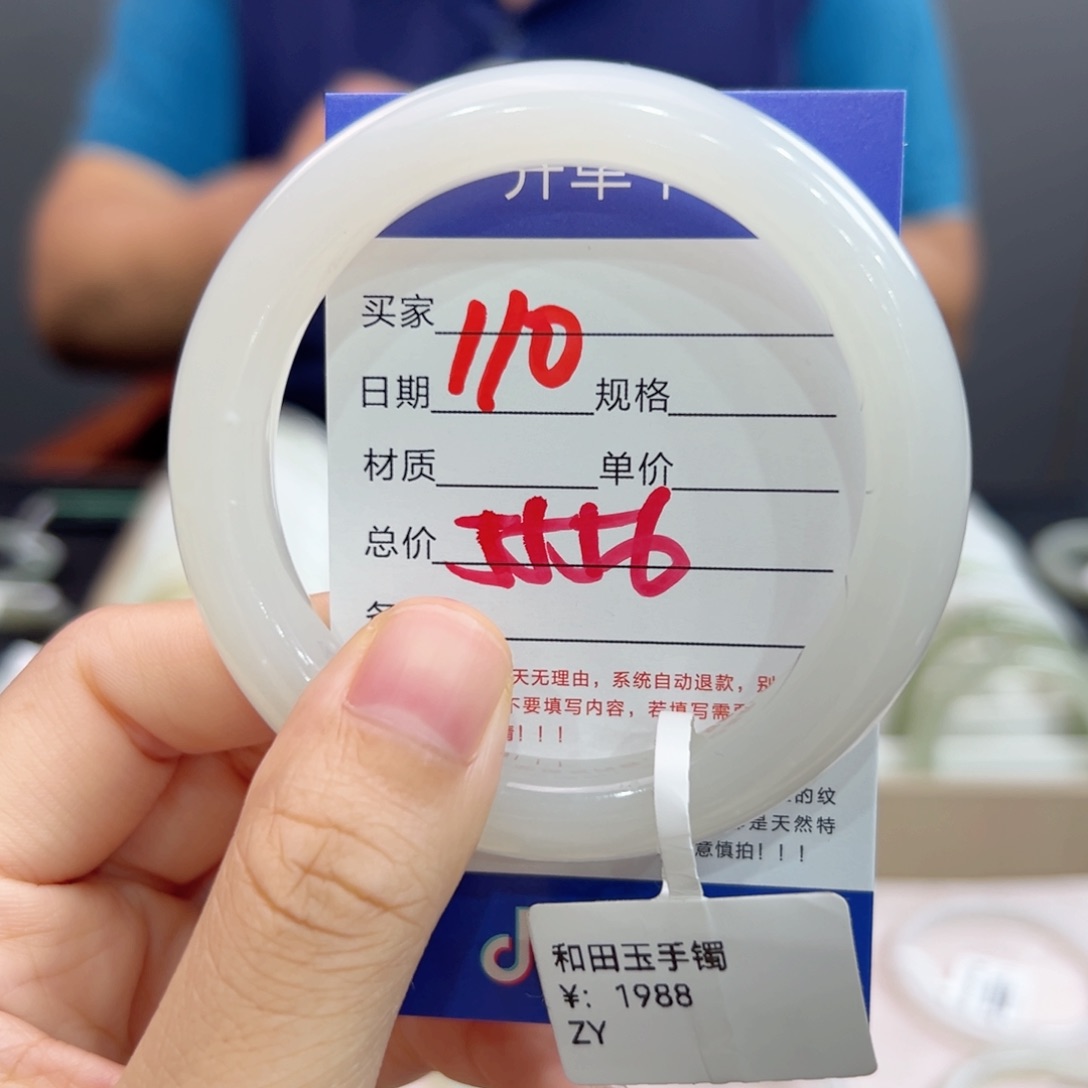 开单卡
买家
110
日期 规格
材质 单价
总价 5556
天无理由，系统自动退款，别
不要填写内容，若填写需
！！！
的纹
是天然特
意慎拍！！！
和田玉手镯
¥: 1988
ZY